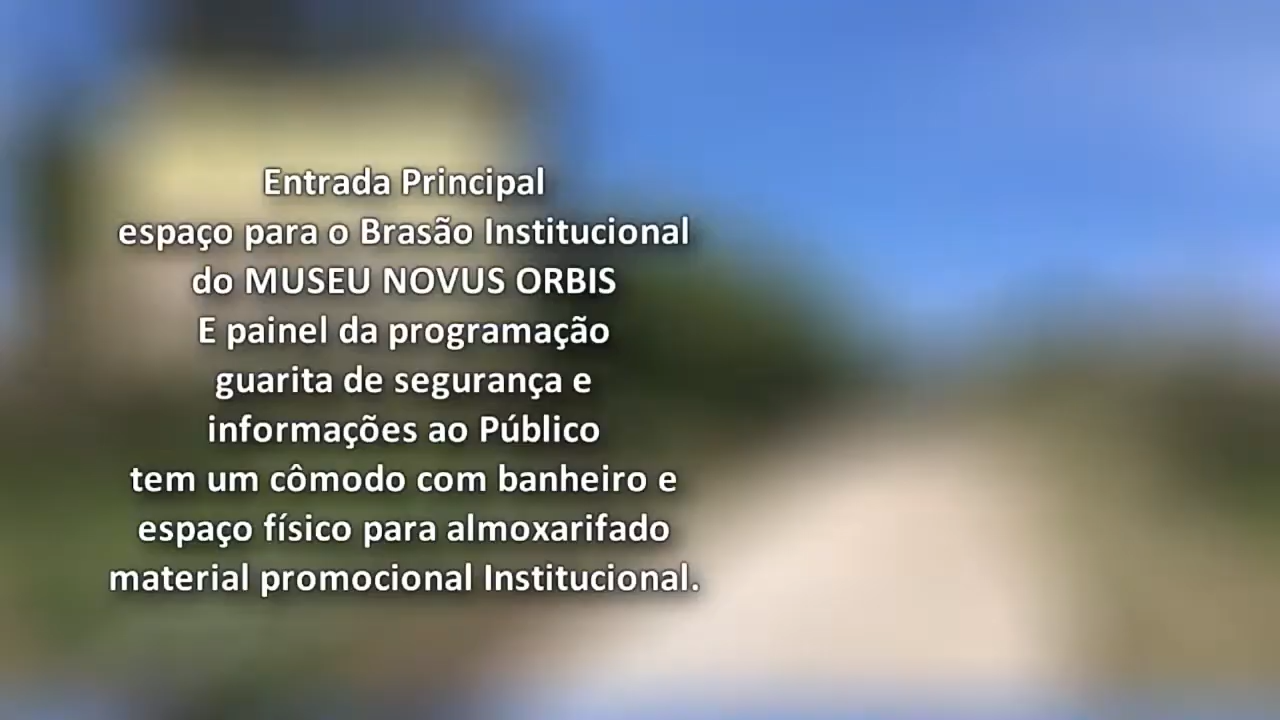 Entrada Principal
espaço para o Brasão Institucional
do MUSEU NOVUS ORBIS
E painel da programação
guarita de segurança e
informações ao Público
tem um cômodo com banheiro e
espaço físico para almoxarifado
material promocional Institucional.